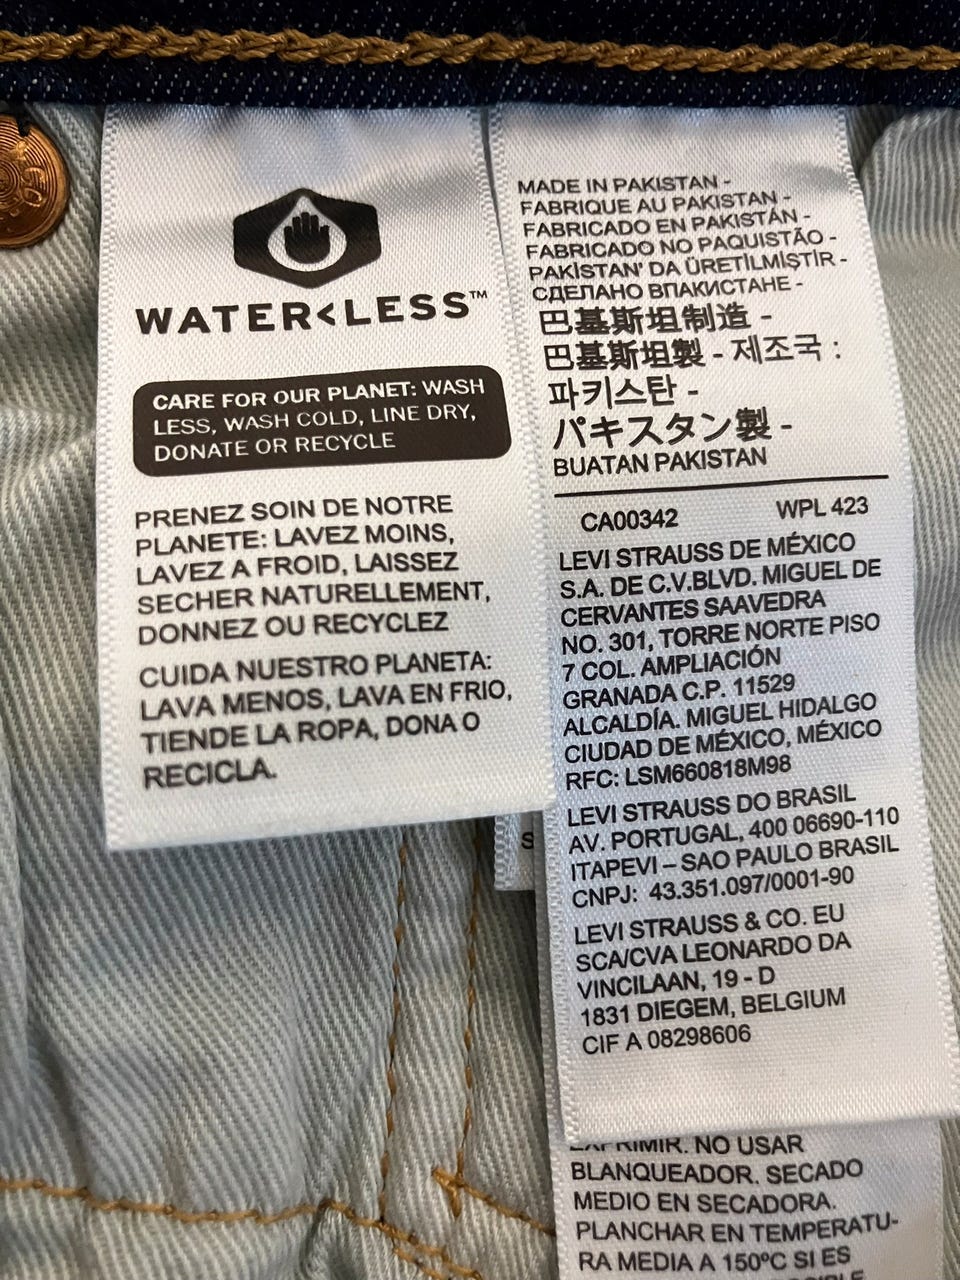 WATER<LESS™
CARE FOR OUR PLANET: WASH
LESS, WASH COLD, LINE DRY,
DONATE OR RECYCLE
PRENEZ SOIN DE NOTRE
PLANETE: LAVEZ MOINS,
LAVEZ A FROID, LAISSEZ
SECHER NATURELLEMENT,
DONNEZ OU RECYCLEZ
CUIDA NUESTRO PLANETA:
LAVA MENOS, LAVA EN FRIO,
TIENDE LA ROPA, DONA O
RECICLA.
MADE IN PAKISTAN -
FABRIQUE AU PAKISTAN -
FABRICADO EN PAKISTÁN -
FABRICADO NO PAQUISTÃO -
PAKİSTAN' DA ÜRETİLMİŞTİR -
СДЕЛАНО ВПАКИСТАНЕ -
巴基斯坦制造 -
巴基斯坦製 - 제조국 :
파키스탄 -
パキスタン製 -
BUATAN PAKISTAN
CA00342 WPL 423
LEVI STRAUSS DE MÉXICO
S.A. DE C.V.BLVD. MIGUEL DE
CERVANTES SAAVEDRA
NO. 301, TORRE NORTE PISO
7 COL. AMPLIACIÓN
GRANADA C.P. 11529
ALCALDÍA. MIGUEL HIDALGO
CIUDAD DE MÉXICO, MÉXICO
RFC: LSM660818M98
LEVI STRAUSS DO BRASIL
AV. PORTUGAL, 400 06690-110
ITAPEVI – SAO PAULO BRASIL
CNPJ: 43.351.097/0001-90
LEVI STRAUSS & CO. EU
SCA/CVA LEONARDO DA
VINCILAAN, 19 - D
1831 DIEGEM, BELGIUM
CIF A 08298606
S
EXPRIMIR. NO USAR
BLANQUEADOR. SECADO
MEDIO EN SECADORA.
PLANCHAR EN TEMPERATU-
RA MEDIA A 150ºC SI ES